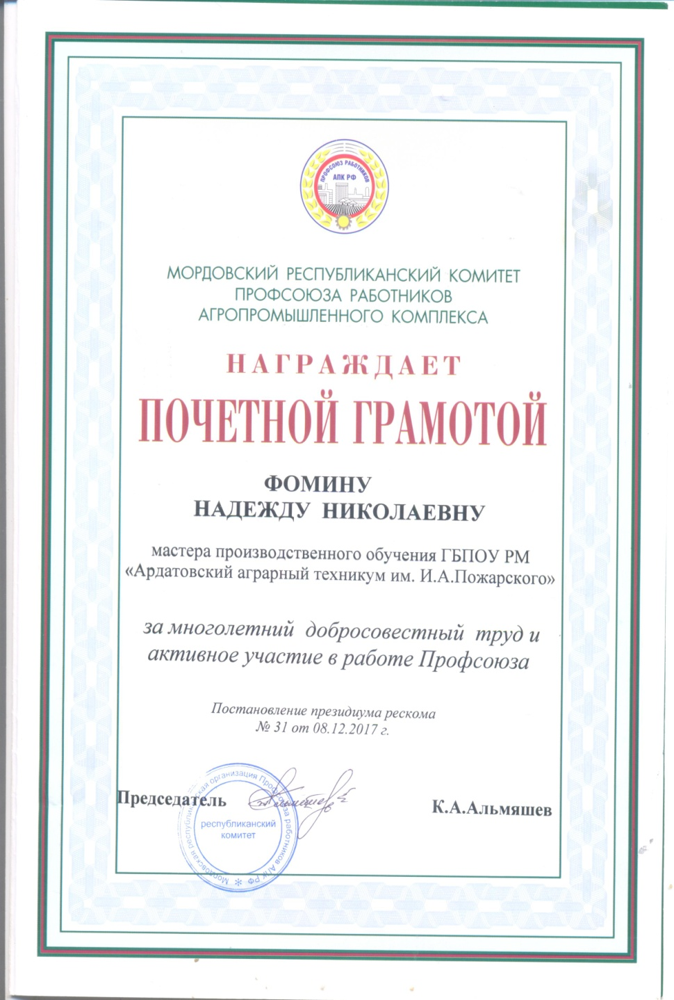 ПРОФСОЮЗ РАБОТНИКОВ
АПК РФ
МОРДОВСКИЙ РЕСПУБЛИКАНСКИЙ КОМИТЕТ
ПРОФСОЮЗА РАБОТНИКОВ
АГРОПРОМЫШЛЕННОГО КОМПЛЕКСА
НАГРАЖДАЕТ
ПОЧЕТНОЙ ГРАМОТОЙ
ФОМИНУ
НАДЕЖДУ НИКОЛАЕВНУ
мастера производственного обучения ГБПОУ РМ
«Ардатовский аграрный техникум им. И.А.Пожарского»
за многолетний добросовестный труд и
активное участие в работе Профсоюза
Постановление президиума рескома
№ 31 от 08.12.2017 г.
Председатель
К.А.Альмяшев
Мордовская республиканская организация Профсоюза работников АПК РФ
республиканский
комитет